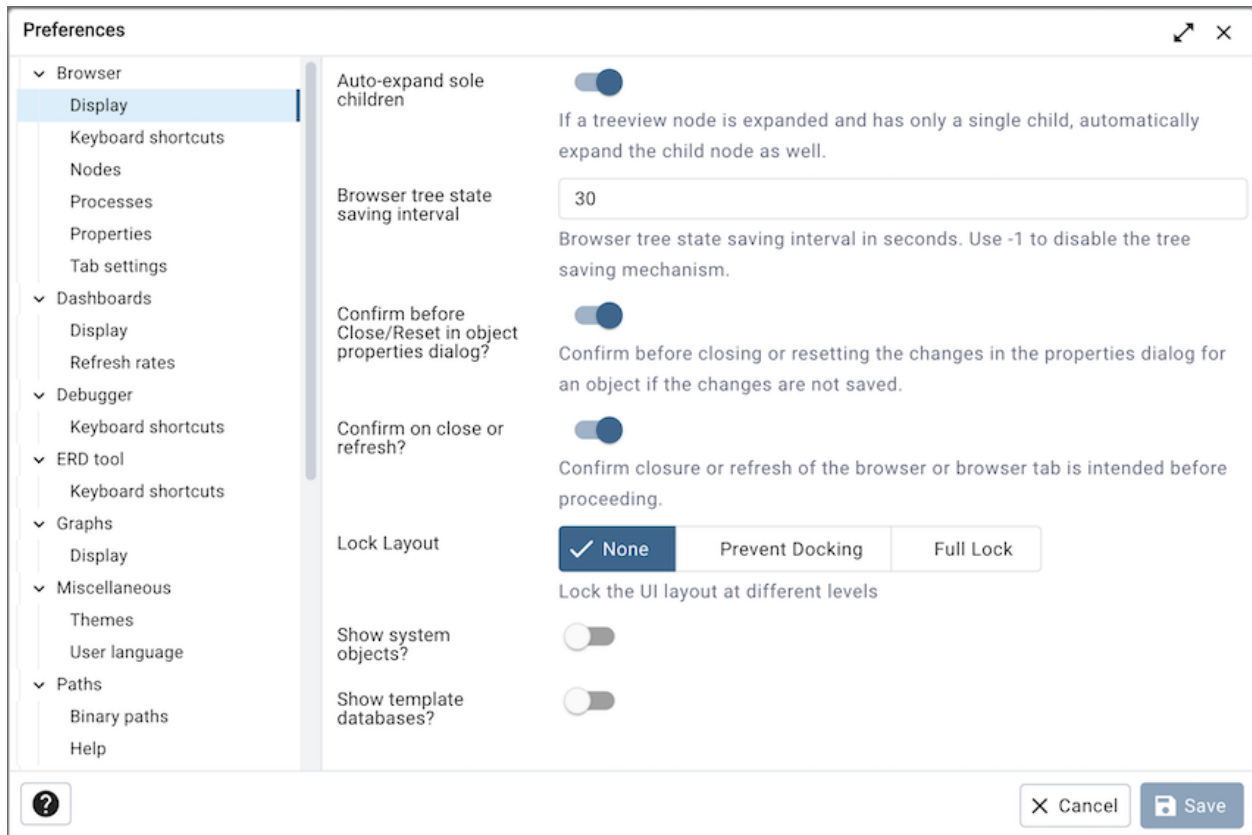 Preferences
Browser
Display
Keyboard shortcuts
Nodes
Processes
Properties
Tab settings
Dashboards
Display
Refresh rates
Debugger
Keyboard shortcuts
ERD tool
Keyboard shortcuts
Graphs
Display
Miscellaneous
Themes
User language
Paths
Binary paths
Help
Auto-expand sole
children
If a treeview node is expanded and has only a single child, automatically
expand the child node as well.
Browser tree state
saving interval
30
Browser tree state saving interval in seconds. Use -1 to disable the tree
saving mechanism.
Confirm before
Close/Reset in object
properties dialog?
Confirm before closing or resetting the changes in the properties dialog for
an object if the changes are not saved.
Confirm on close or
refresh?
Confirm closure or refresh of the browser or browser tab is intended before
proceeding.
Lock Layout
None Prevent Docking Full Lock
Lock the UI layout at different levels
Show system
objects?
Show template
databases?
? Cancel Save